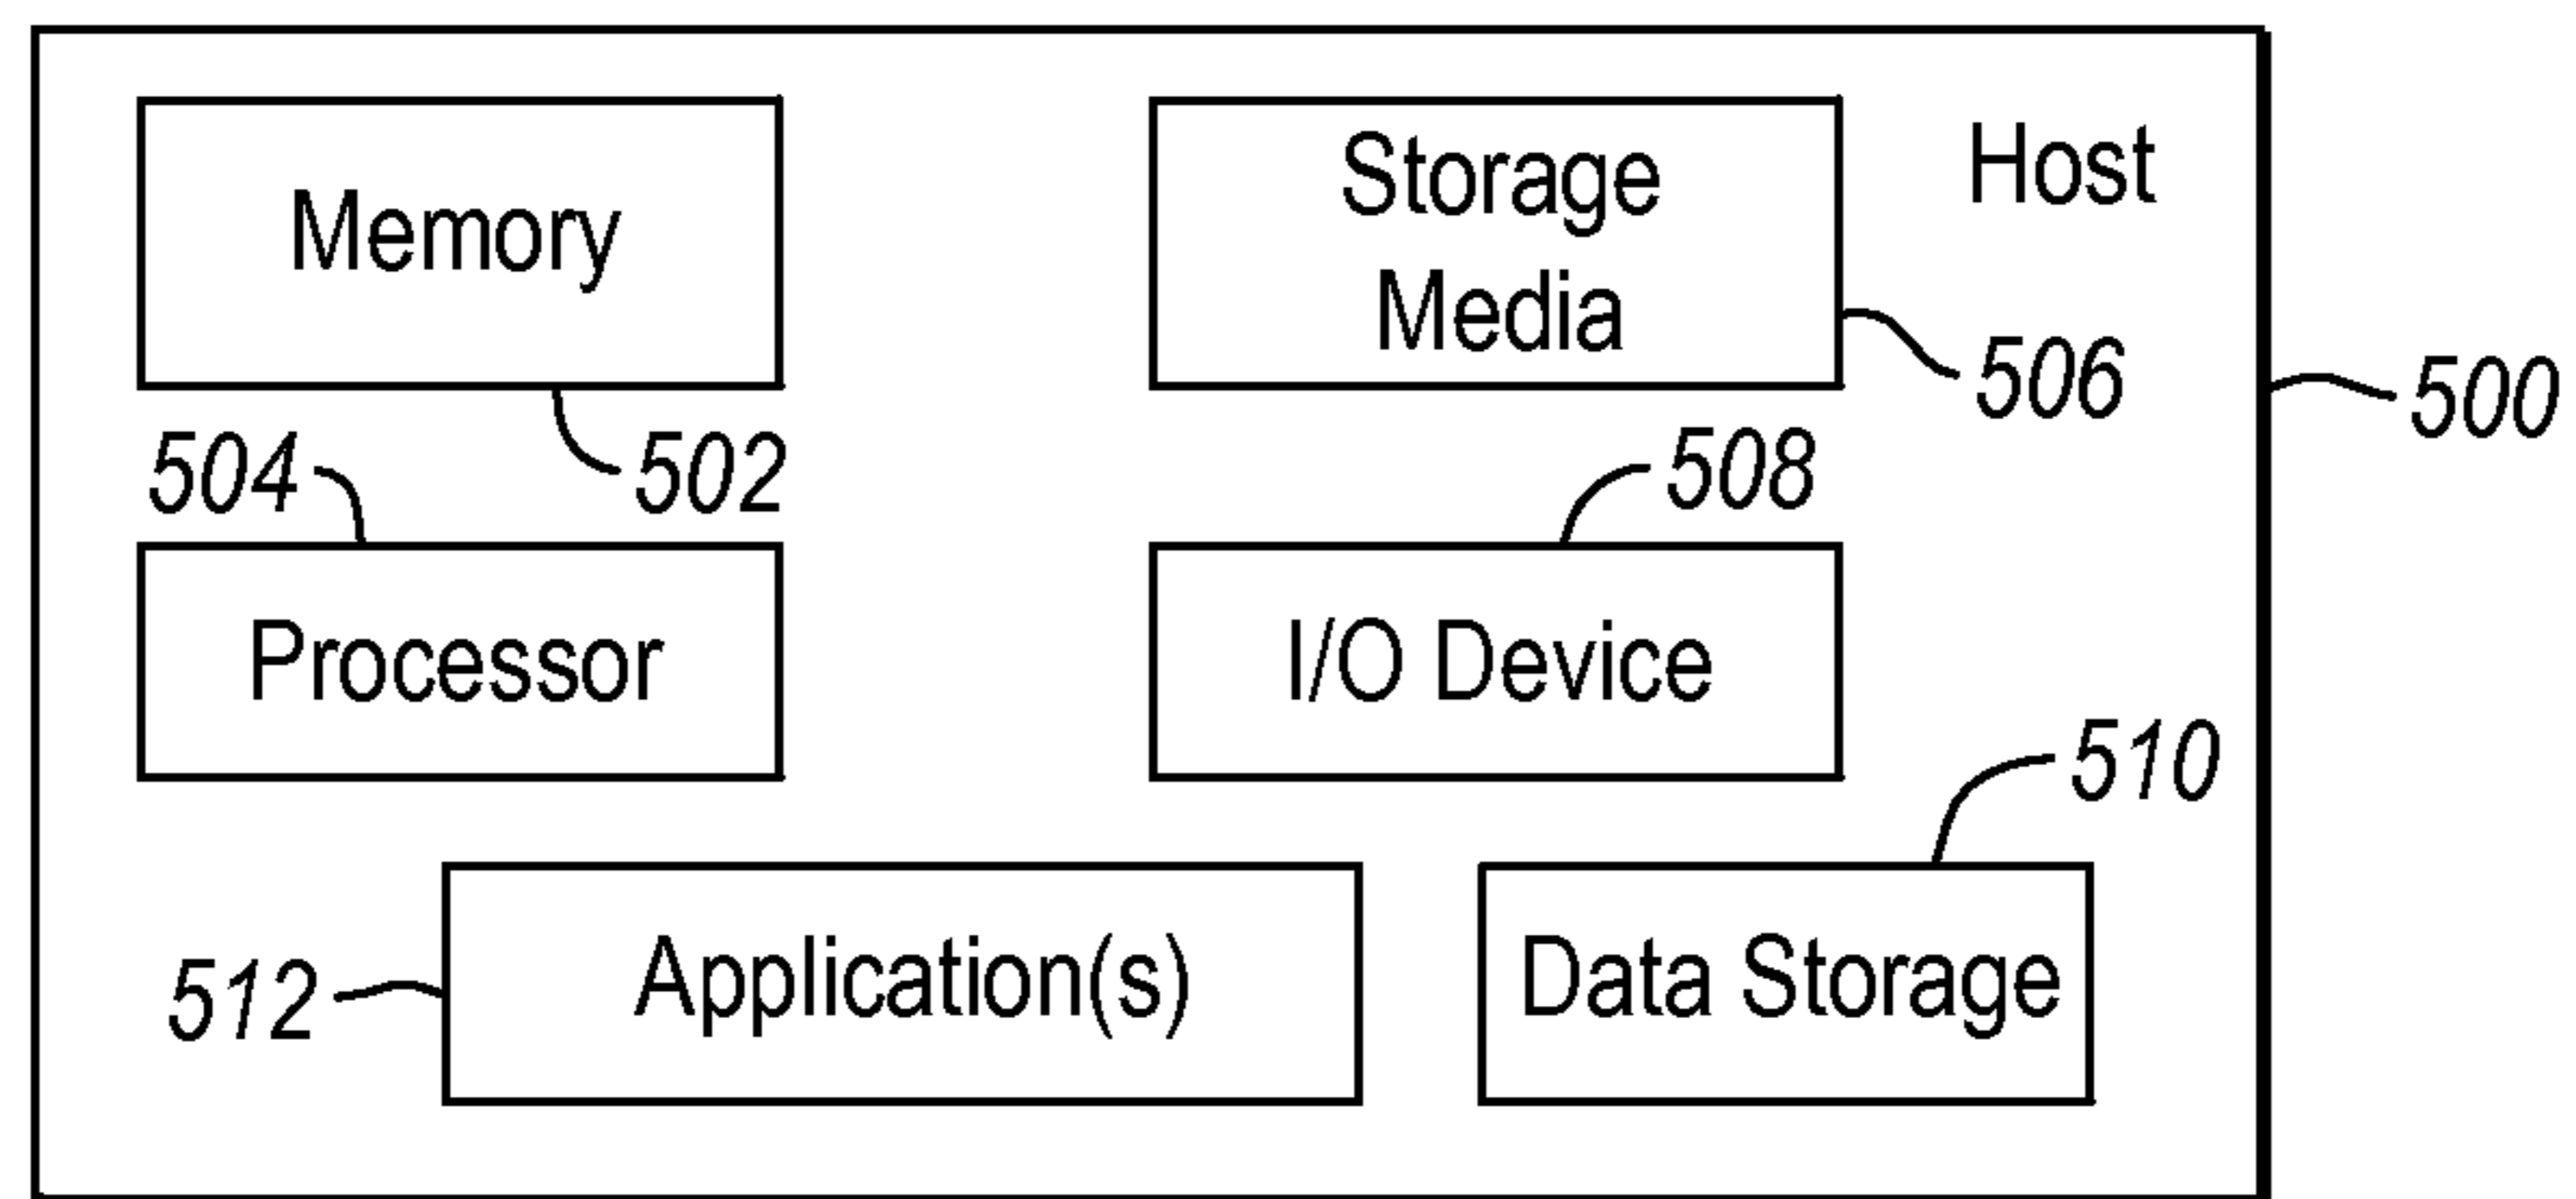 Memory
Storage
Media
Host
506
500
504
502
508
Processor
I/O Device
510
512
Application(s)
Data Storage